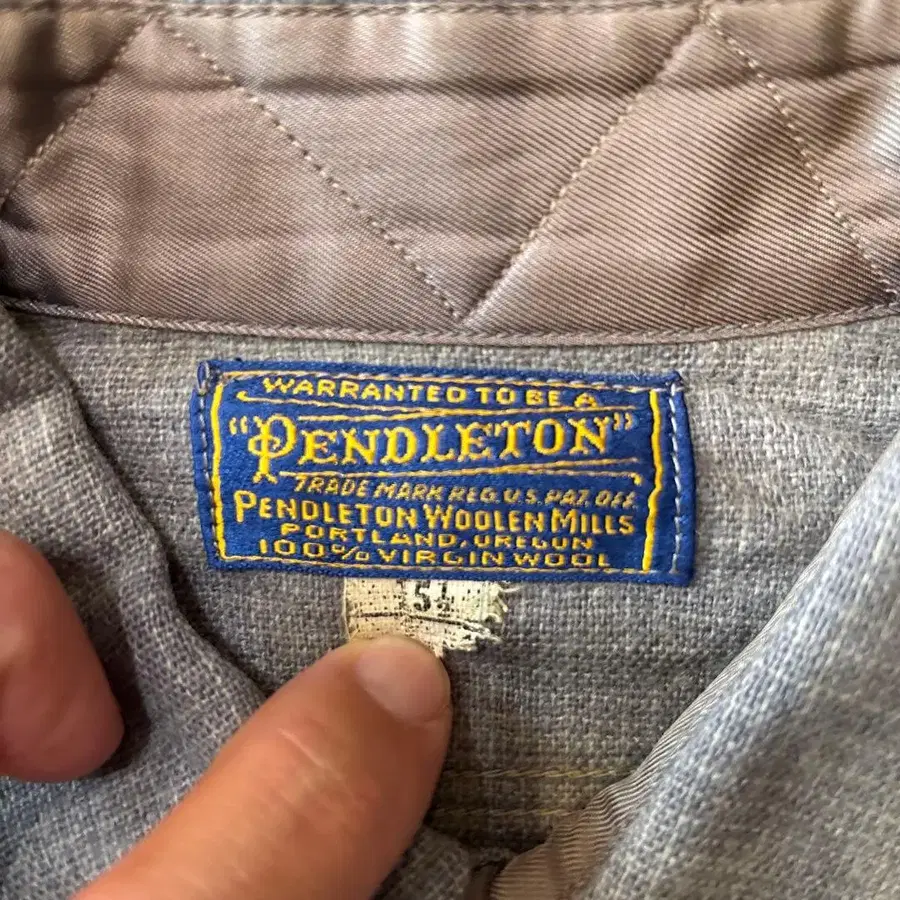 WARRANTED TO BE A
"PENDLETON"
TRADE MARK REG. U.S. PAT. OFF.
PENDLETON WOOLEN MILLS
PORTLAND, OREGON
100% VIRGIN WOOL